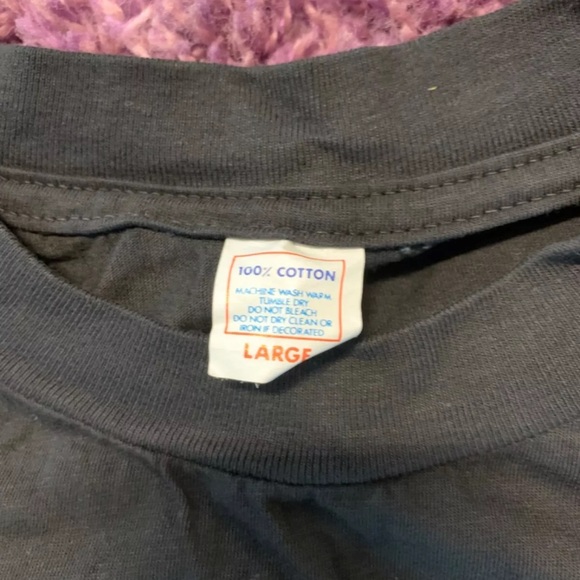 100% COTTON
MACHINE WASH WARM
TUMBLE DRY
DO NOT BLEACH
DO NOT DRY CLEAN OR
IRON IF DECORATED
LARGE